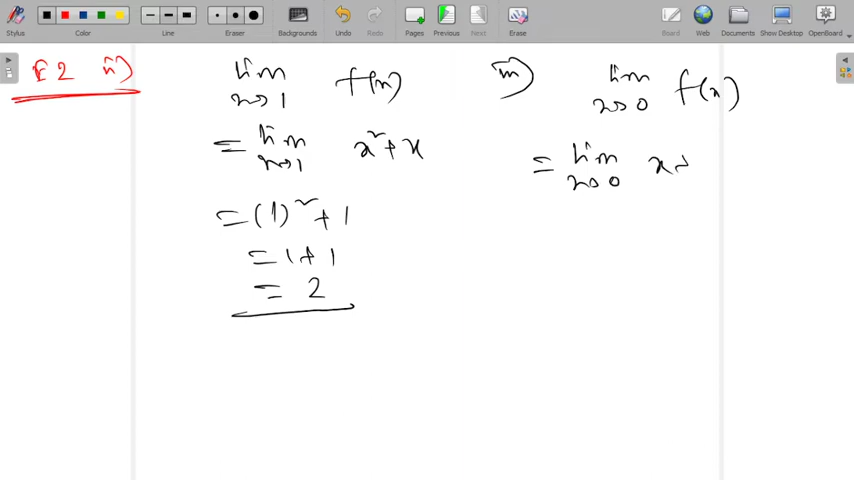 Stylus Color Line Eraser Backgrounds Undo Redo Pages Previous Next Erase Board Web Documents Show Desktop OpenBoard
E2 ii)
lim x→1 f(x)
= lim x→1 x² + x
= (1)² + 1
= 1 + 1
= 2
iii) lim x→0 f(x)
= lim x→0 x